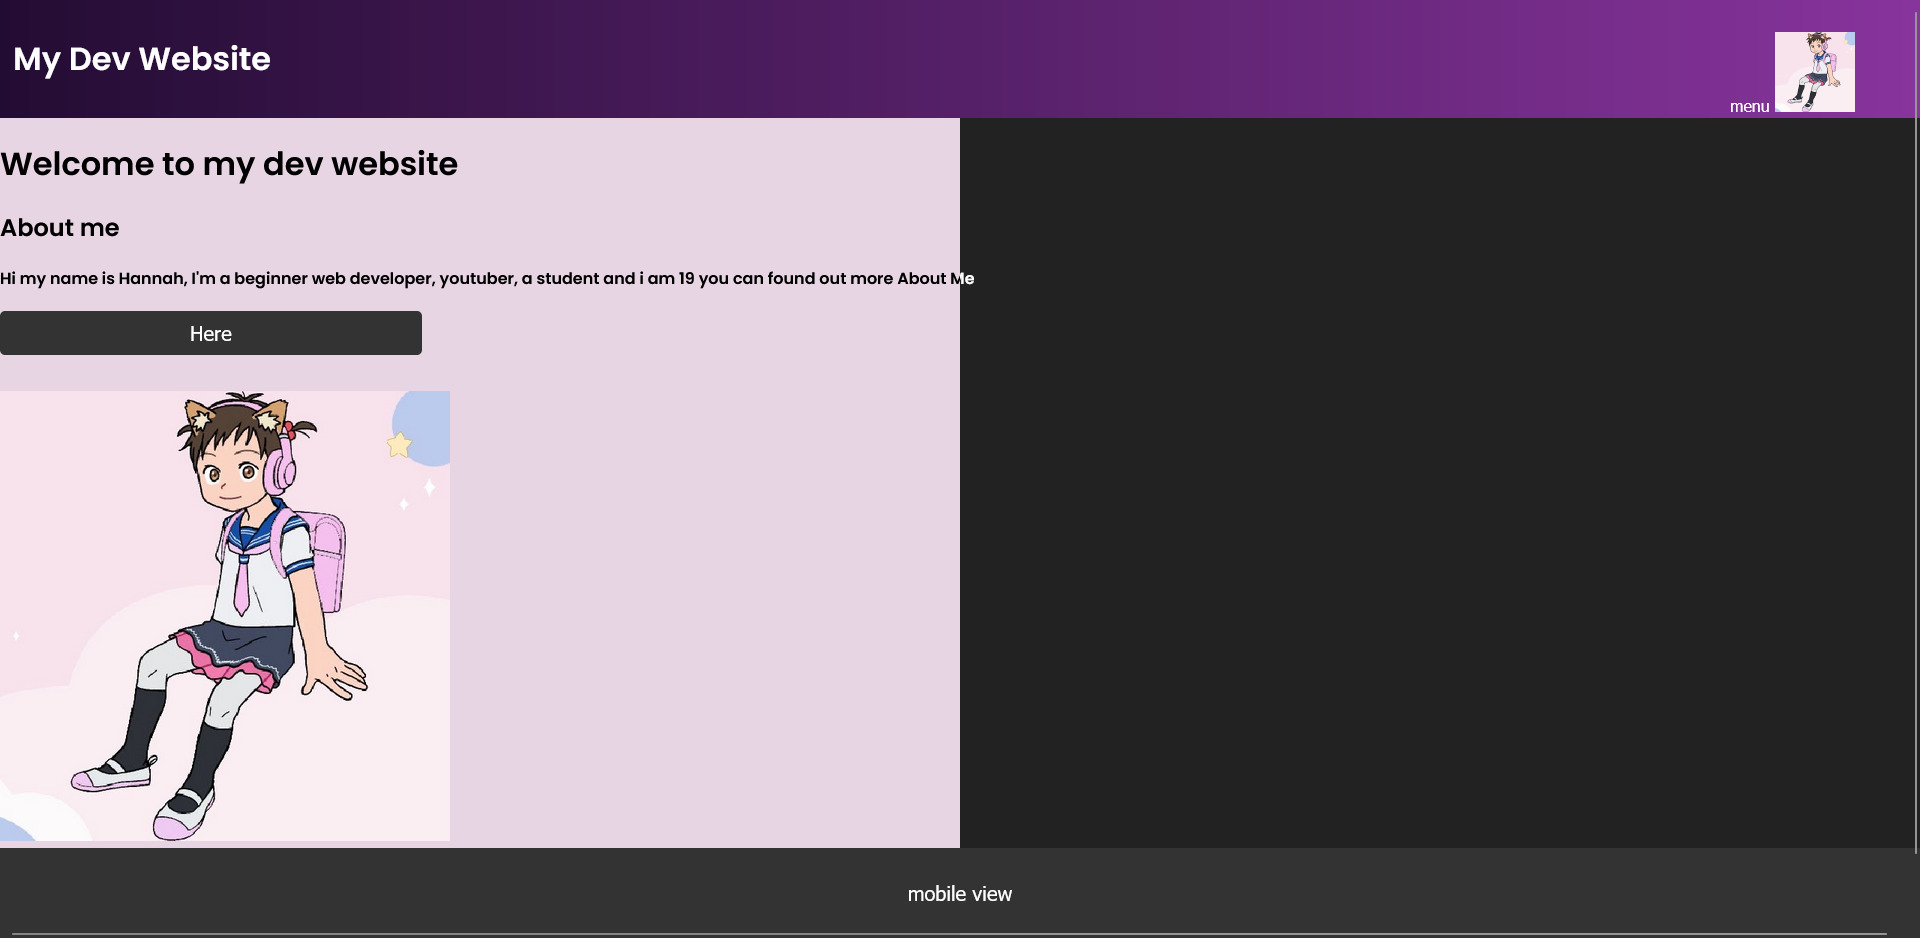 My Dev Website
menu
Welcome to my dev website
About me
Hi my name is Hannah, I'm a beginner web developer, youtuber, a student and i am 19 you can found out more About Me
Here
mobile view